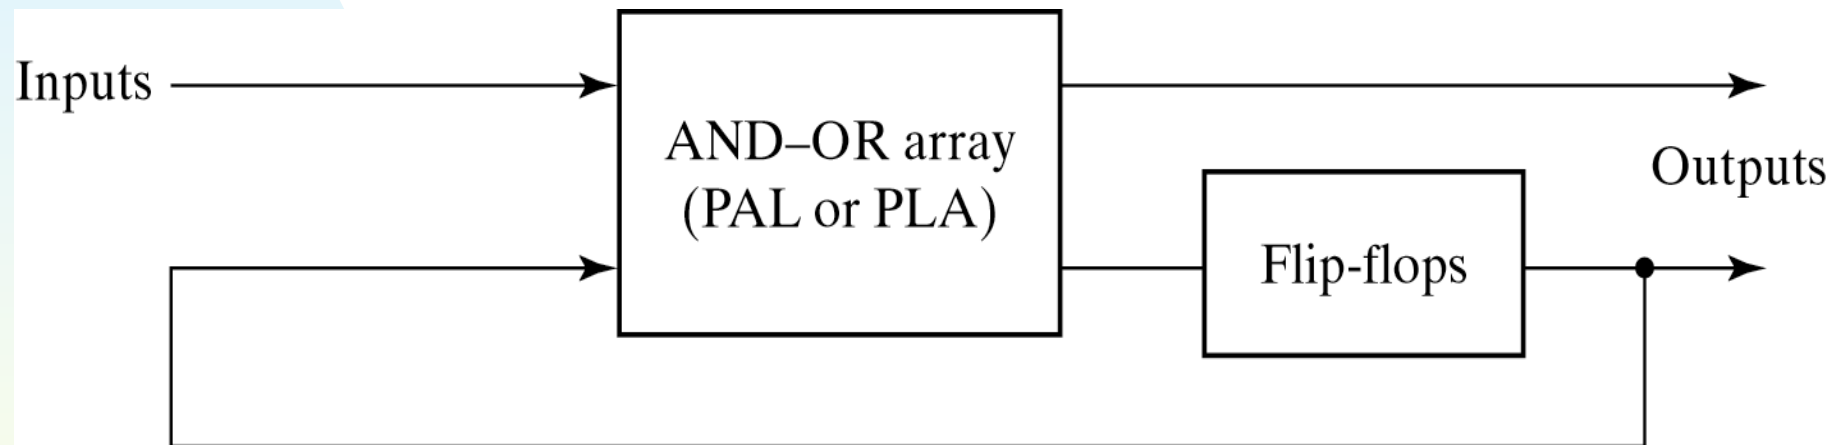 Inputs
AND–OR array
(PAL or PLA)
Flip-flops
Outputs